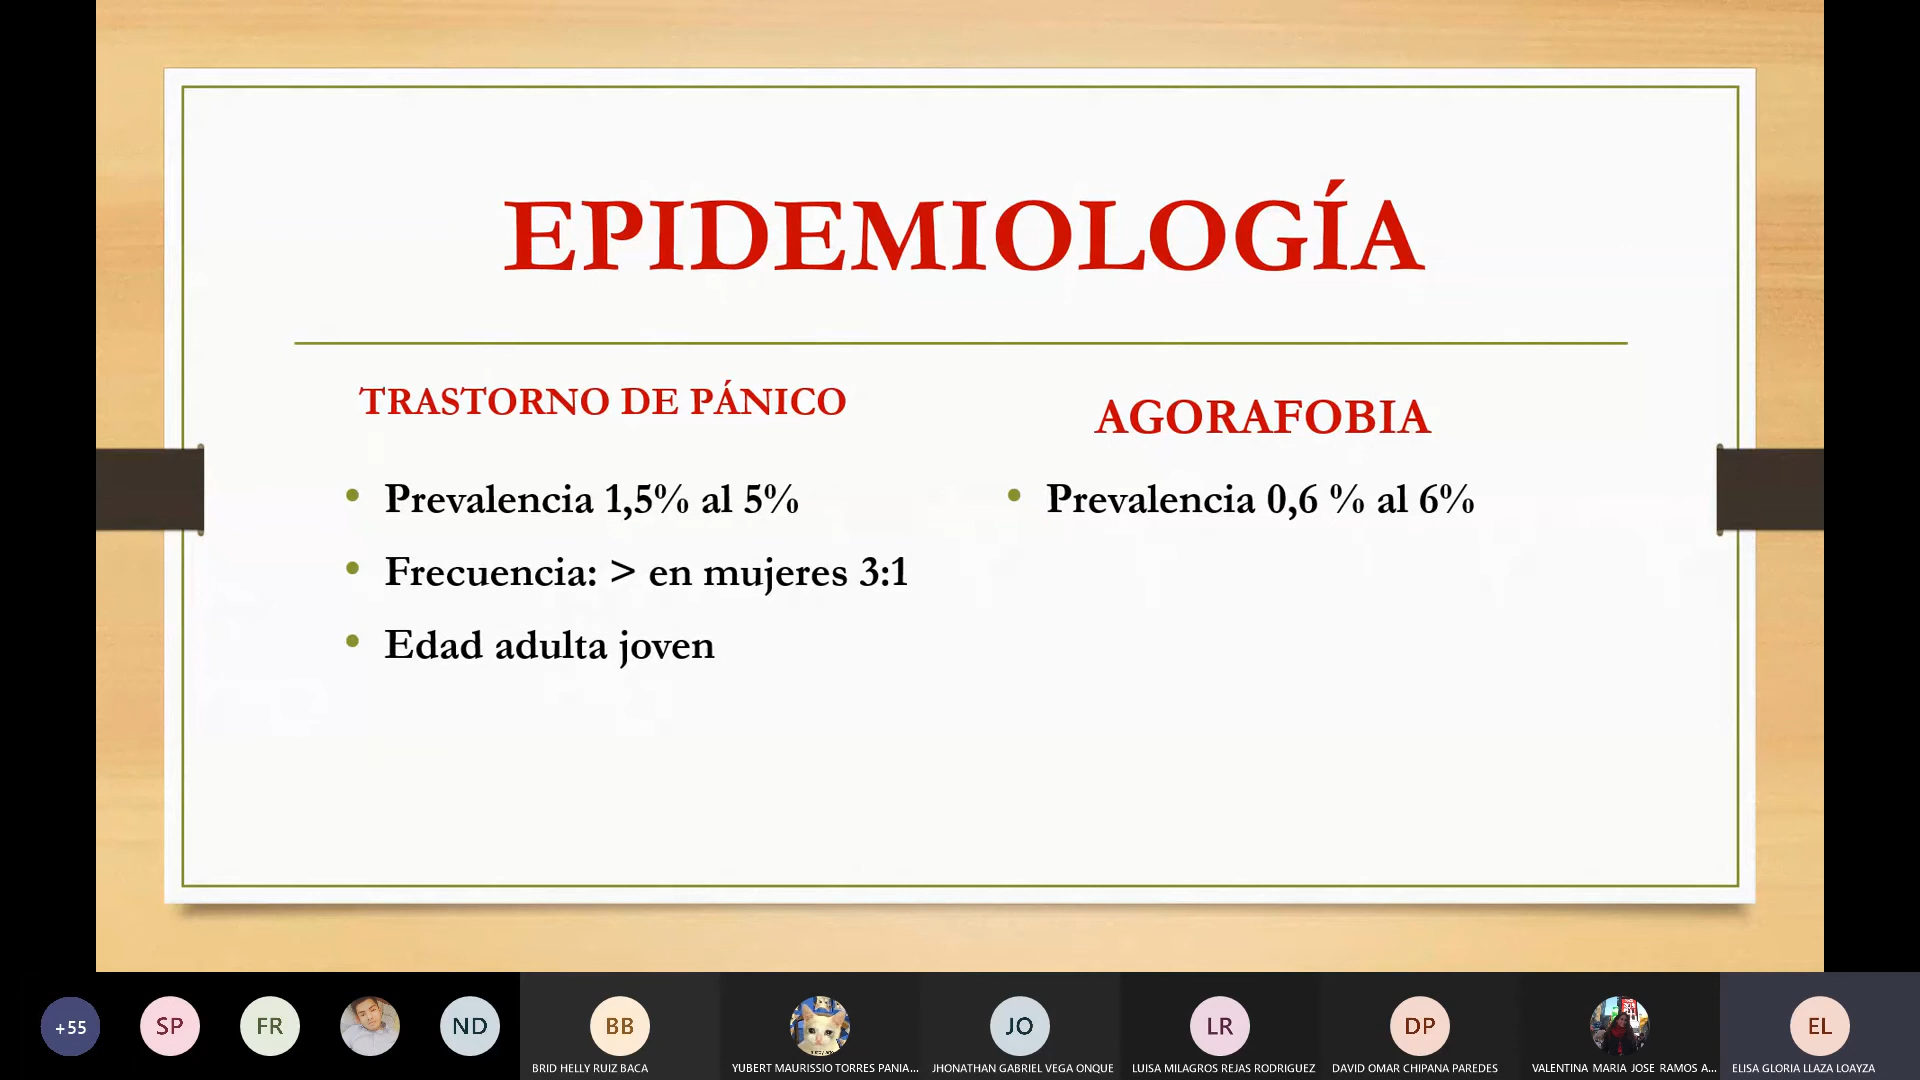 EPIDEMIOLOGÍA
TRASTORNO DE PÁNICO
• Prevalencia 1,5% al 5%
• Frecuencia: > en mujeres 3:1
• Edad adulta joven
AGORAFOBIA
• Prevalencia 0,6 % al 6%
+55
SP
FR
ND
BB
JO
LR
DP
EL
BRID HELLY RUIZ BACA
YUBERT MAURISSIO TORRES PANIA...
JHONATHAN GABRIEL VEGA ONQUE
LUISA MILAGROS REJAS RODRIGUEZ
DAVID OMAR CHIPANA PAREDES
VALENTINA MARIA JOSE RAMOS A...
ELISA GLORIA LLAZA LOAYZA